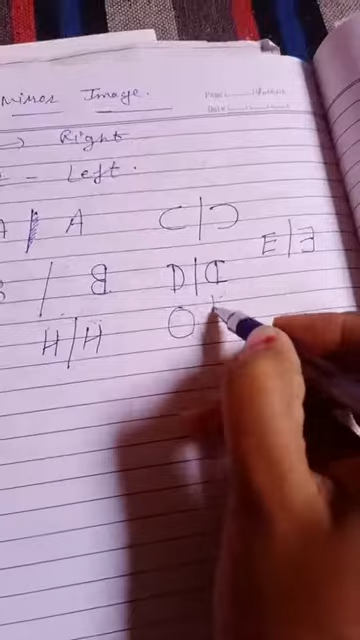 Mirror Image.
→ Right
- Left.
A | A
C | Ɔ
E | Ǝ
/ ᗺ
D | ᗡ
H | H
O |